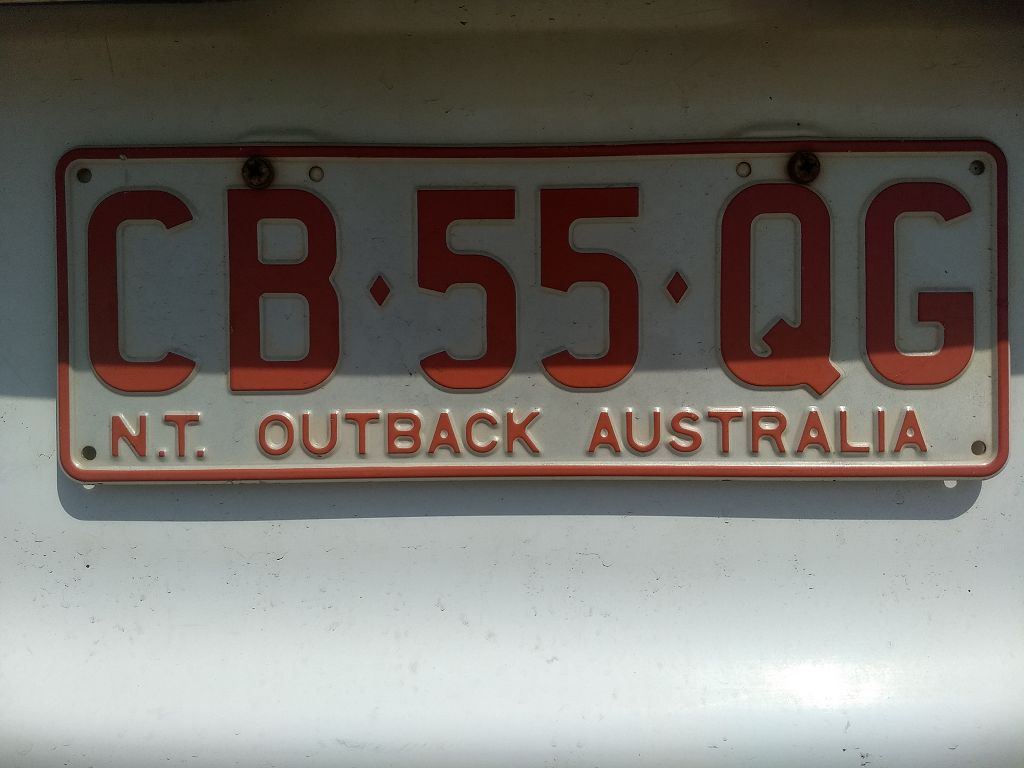 CB·55·QG
N.T. OUTBACK AUSTRALIA